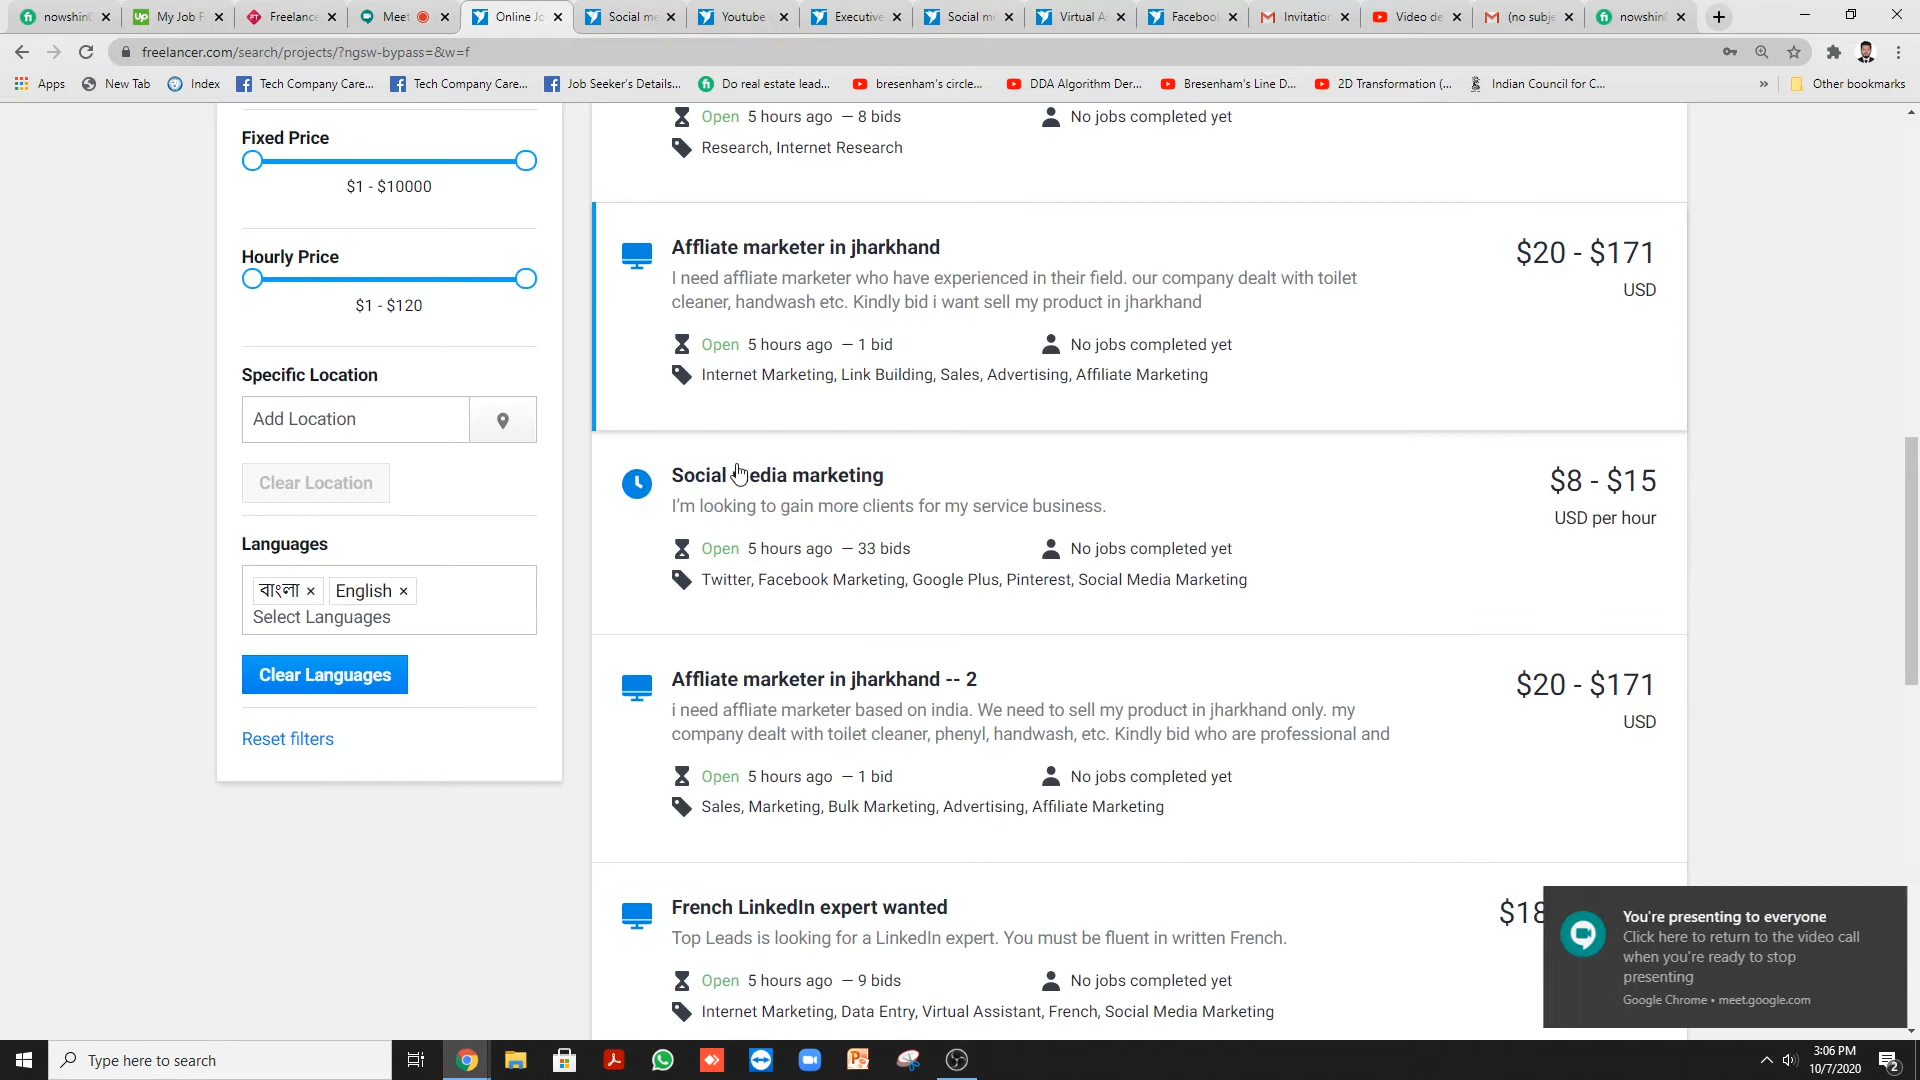 nowshin(
My Job F
Freelance
Meet
Online Jo
Social me
Youtube
Executive
Social me
Virtual A
Facebook
Invitation
Video de
(no subje
nowshin(
freelancer.com/search/projects/?ngsw-bypass=&w=f
Apps
New Tab
Index
Tech Company Care...
Tech Company Care...
Job Seeker's Details...
Do real estate lead...
bresenham's circle...
DDA Algorithm Der...
Bresenham's Line D...
2D Transformation (...
Indian Council for C...
»
Other bookmarks
Fixed Price
$1 - $10000
Hourly Price
$1 - $120
Specific Location
Add Location
Clear Location
Languages
বাংলা × English ×
Select Languages
Clear Languages
Reset filters
Open 5 hours ago — 8 bids
No jobs completed yet
Research, Internet Research
Affliate marketer in jharkhand
$20 - $171
USD
I need affliate marketer who have experienced in their field. our company dealt with toilet
cleaner, handwash etc. Kindly bid i want sell my product in jharkhand
Open 5 hours ago — 1 bid
No jobs completed yet
Internet Marketing, Link Building, Sales, Advertising, Affiliate Marketing
Social media marketing
$8 - $15
USD per hour
I'm looking to gain more clients for my service business.
Open 5 hours ago — 33 bids
No jobs completed yet
Twitter, Facebook Marketing, Google Plus, Pinterest, Social Media Marketing
Affliate marketer in jharkhand -- 2
$20 - $171
USD
i need affliate marketer based on india. We need to sell my product in jharkhand only. my
company dealt with toilet cleaner, phenyl, handwash, etc. Kindly bid who are professional and
Open 5 hours ago — 1 bid
No jobs completed yet
Sales, Marketing, Bulk Marketing, Advertising, Affiliate Marketing
French LinkedIn expert wanted
$18
Top Leads is looking for a LinkedIn expert. You must be fluent in written French.
Open 5 hours ago — 9 bids
No jobs completed yet
Internet Marketing, Data Entry, Virtual Assistant, French, Social Media Marketing
You're presenting to everyone
Click here to return to the video call
when you're ready to stop
presenting
Google Chrome • meet.google.com
Type here to search
3:06 PM
10/7/2020
2